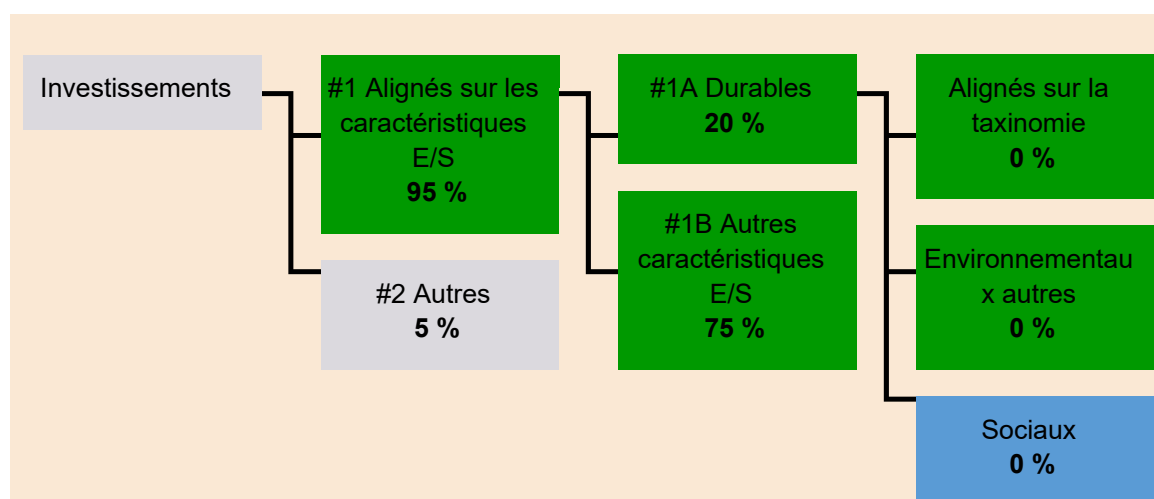 Investissements
#1 Alignés sur les
caractéristiques
E/S
95 %
#2 Autres
5 %
#1A Durables
20 %
#1B Autres
caractéristiques
E/S
75 %
Alignés sur la
taxinomie
0 %
Environnementau
x autres
0 %
Sociaux
0 %